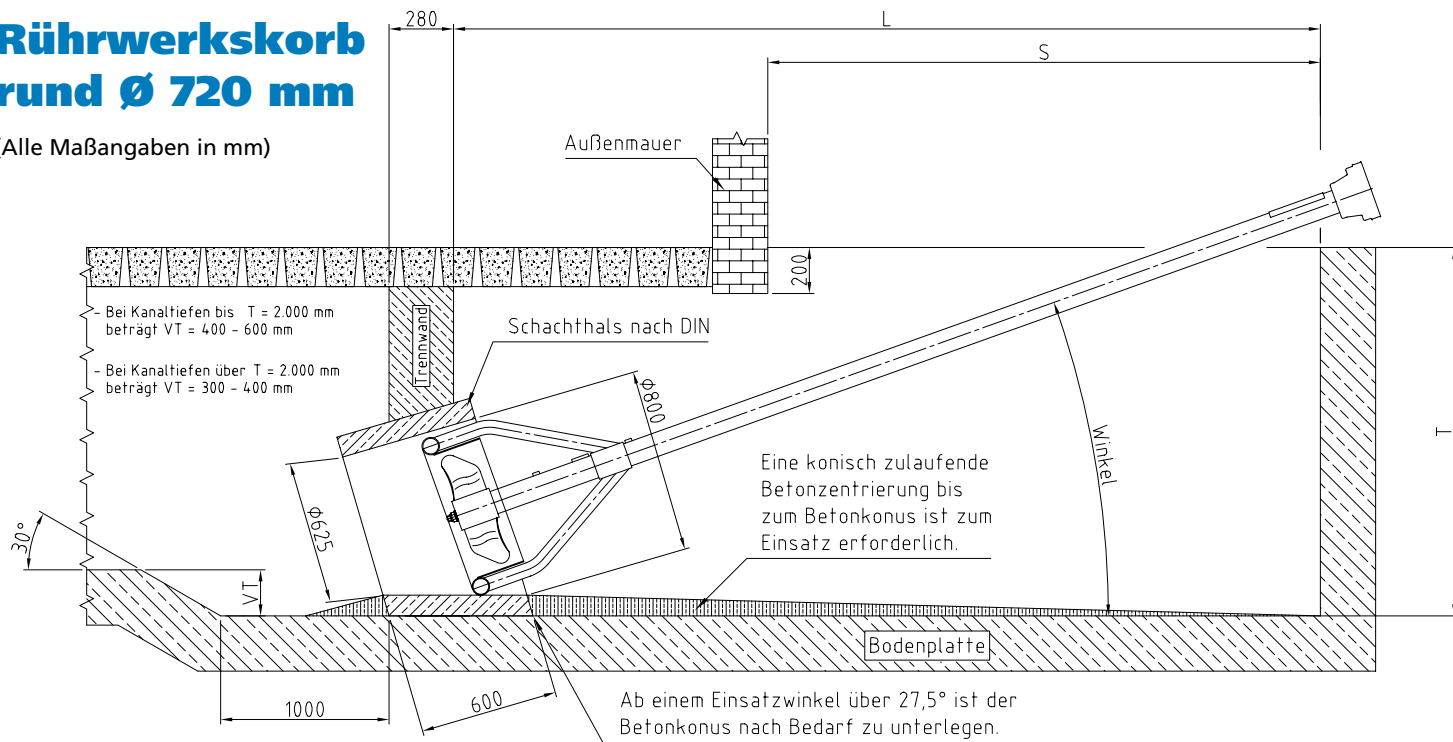 Rührwerkskorb
rund Ø 720 mm
(Alle Maßangaben in mm)
280
L
S
Außenmauer
200
- Bei Kanaltiefen bis T = 2.000 mm
beträgt VT = 400 - 600 mm
- Bei Kanaltiefen über T = 2.000 mm
beträgt VT = 300 - 400 mm
Trennwand
Schachthals nach DIN
Φ800
Winkel
T
Eine konisch zulaufende
Betonzentrierung bis
zum Betonkonus ist zum
Einsatz erforderlich.
Φ625
30°
VT
Bodenplatte
600
1000
Ab einem Einsatzwinkel über 27,5° ist der
Betonkonus nach Bedarf zu unterlegen.